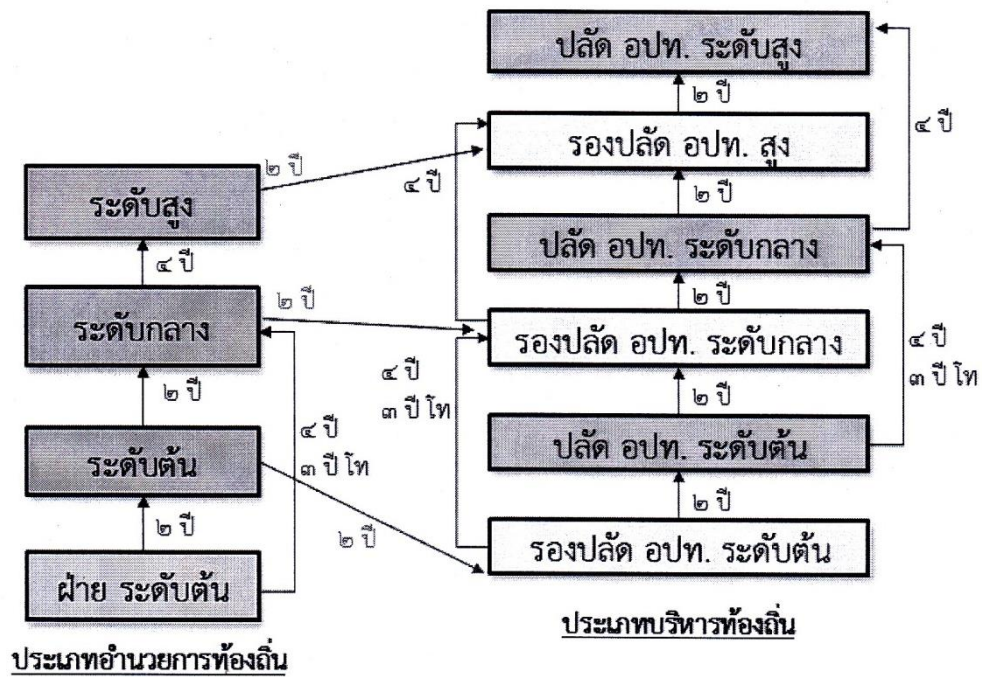 ปลัด อปท. ระดับสูง
๒ ปี
๔ ปี
รองปลัด อปท. สูง
๒ ปี
๔ ปี
ระดับสูง
๒ ปี
ปลัด อปท. ระดับกลาง
๔ ปี
๒ ปี
ระดับกลาง
๒ ปี
รองปลัด อปท. ระดับกลาง
๔ ปี
๓ ปี โท
๔ ปี
๓ ปี โท
๒ ปี
๒ ปี
ปลัด อปท. ระดับต้น
ระดับต้น
๔ ปี
๓ ปี โท
๒ ปี
๒ ปี
๒ ปี
รองปลัด อปท. ระดับต้น
ฝ่าย ระดับต้น
ประเภทบริหารท้องถิ่น
ประเภทอำนวยการท้องถิ่น